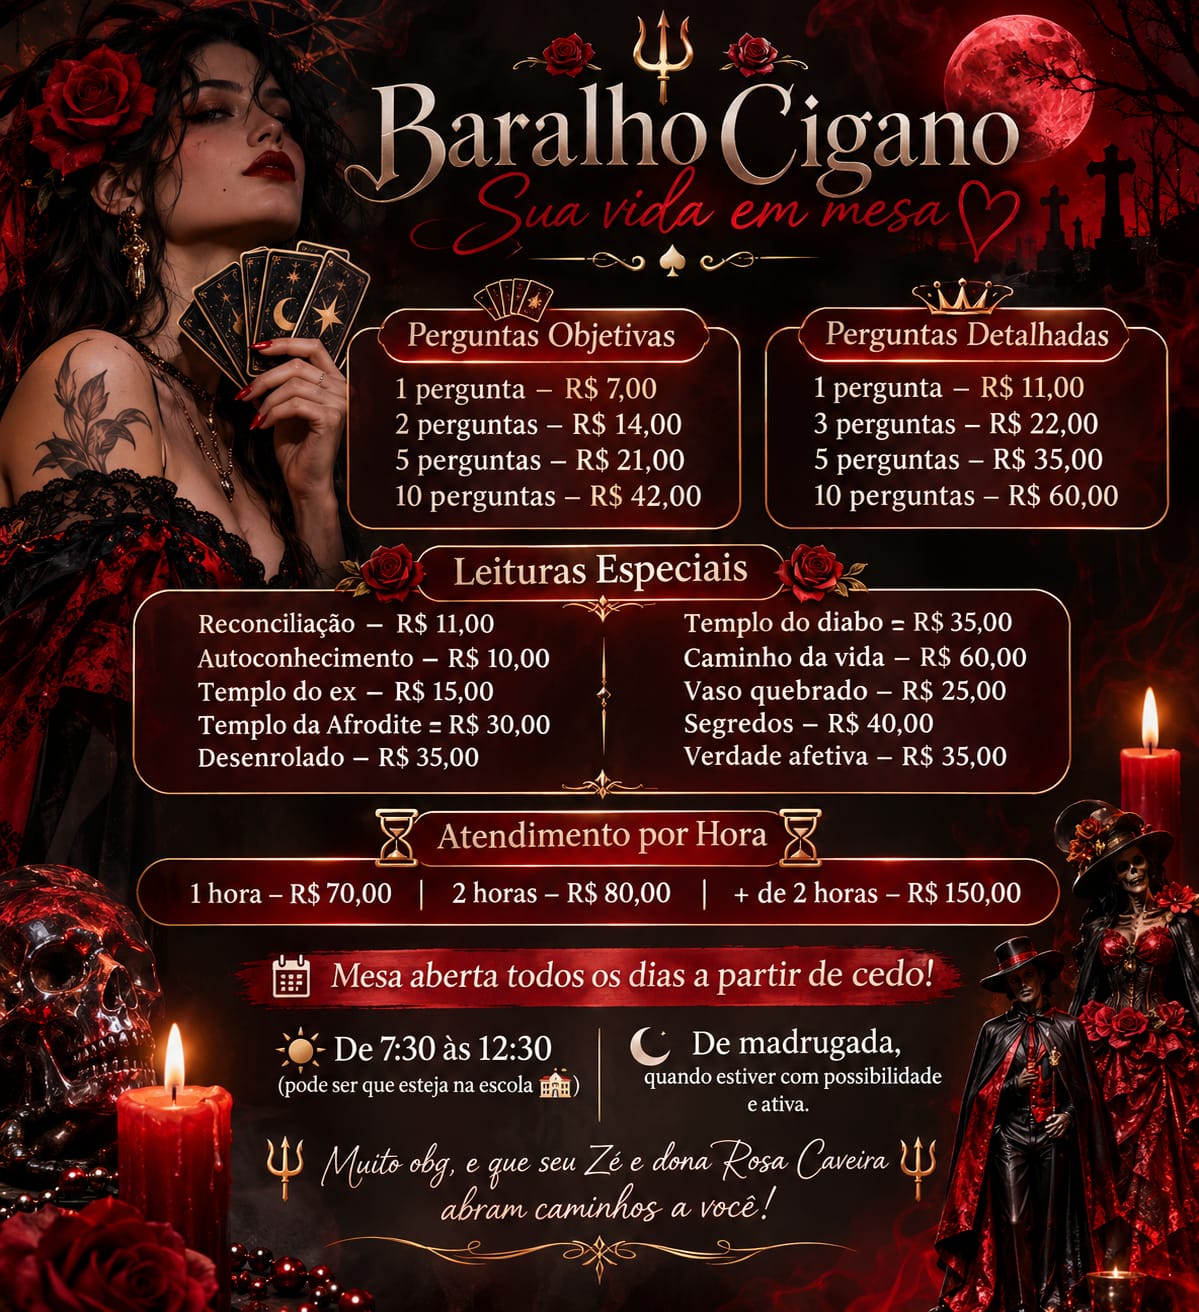 Baralho Cigano
Sua vida em mesa
Perguntas Objetivas
1 pergunta – R$ 7,00
2 perguntas – R$ 14,00
5 perguntas – R$ 21,00
10 perguntas – R$ 42,00
Perguntas Detalhadas
1 pergunta – R$ 11,00
3 perguntas – R$ 22,00
5 perguntas – R$ 35,00
10 perguntas – R$ 60,00
Leituras Especiais
Reconciliação – R$ 11,00
Autoconhecimento – R$ 10,00
Templo do ex – R$ 15,00
Templo da Afrodite = R$ 30,00
Desenrolado – R$ 35,00
Templo do diabo = R$ 35,00
Caminho da vida – R$ 60,00
Vaso quebrado – R$ 25,00
Segredos – R$ 40,00
Verdade afetiva – R$ 35,00
Atendimento por Hora
1 hora – R$ 70,00 | 2 horas – R$ 80,00 | + de 2 horas – R$ 150,00
Mesa aberta todos os dias a partir de cedo!
De 7:30 às 12:30
(pode ser que esteja na escola 🏫)
De madrugada,
quando estiver com possibilidade
e ativa.
Muito obg, e que seu Zé e dona Rosa Caveira
abram caminhos a você!